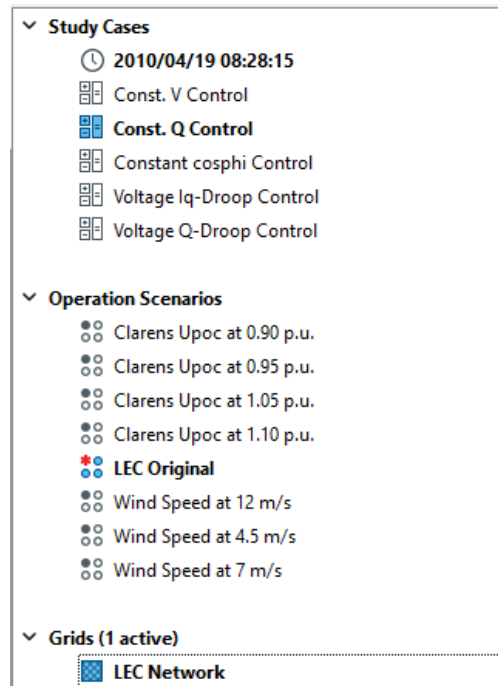 Study Cases
2010/04/19 08:28:15
Const. V Control
Const. Q Control
Constant cosphi Control
Voltage Iq-Droop Control
Voltage Q-Droop Control
Operation Scenarios
Clarens Upoc at 0.90 p.u.
Clarens Upoc at 0.95 p.u.
Clarens Upoc at 1.05 p.u.
Clarens Upoc at 1.10 p.u.
LEC Original
Wind Speed at 12 m/s
Wind Speed at 4.5 m/s
Wind Speed at 7 m/s
Grids (1 active)
LEC Network